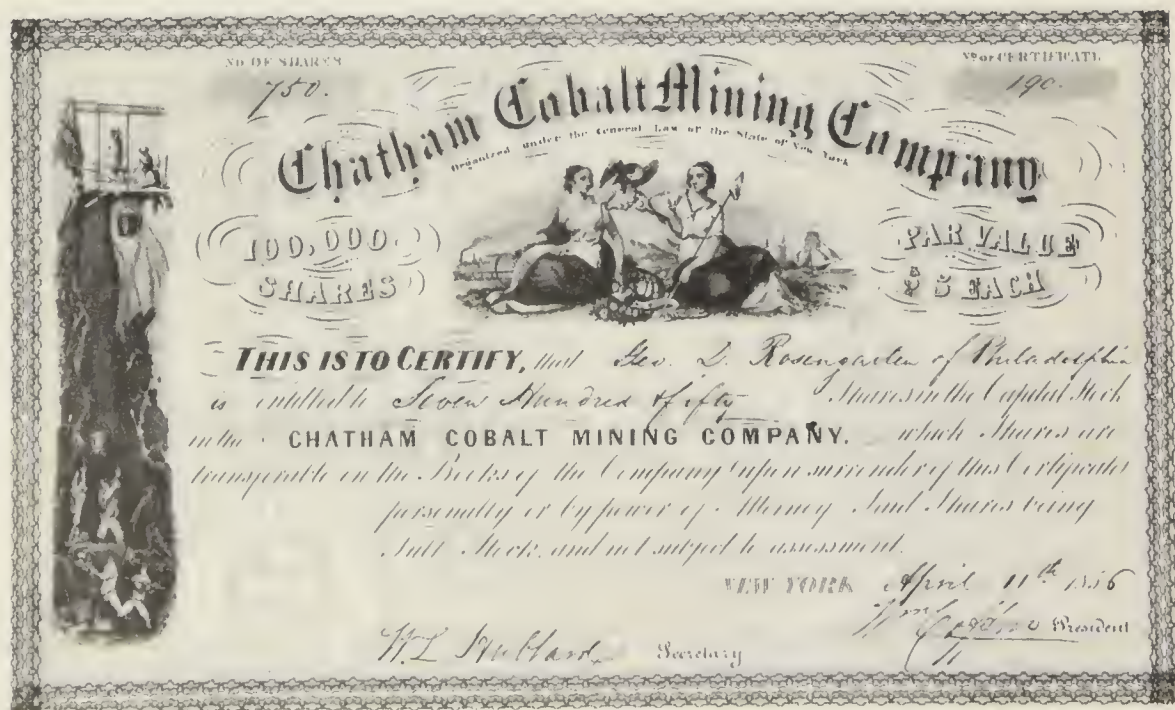 No OF SHARES
750.
No OF CERTIFICATE
190.
Chatham Cobalt Mining Company
Organized under the General Law of the State of New York
100,000 SHARES
PAR VALUE $5 EACH
THIS IS TO CERTIFY, that Geo. D. Rosengarten of Philadelphia
is entitled to Seven Hundred & fifty Shares in the Capital Stock
in the CHATHAM COBALT MINING COMPANY. which Shares are
transferable on the Books of the Company upon surrender of this Certificate
personally or by power of Attorney Said Shares being
Full Stock, and not subject to assessment.
NEW YORK April 11th 1856
President
W. L. Hubbard, Secretary